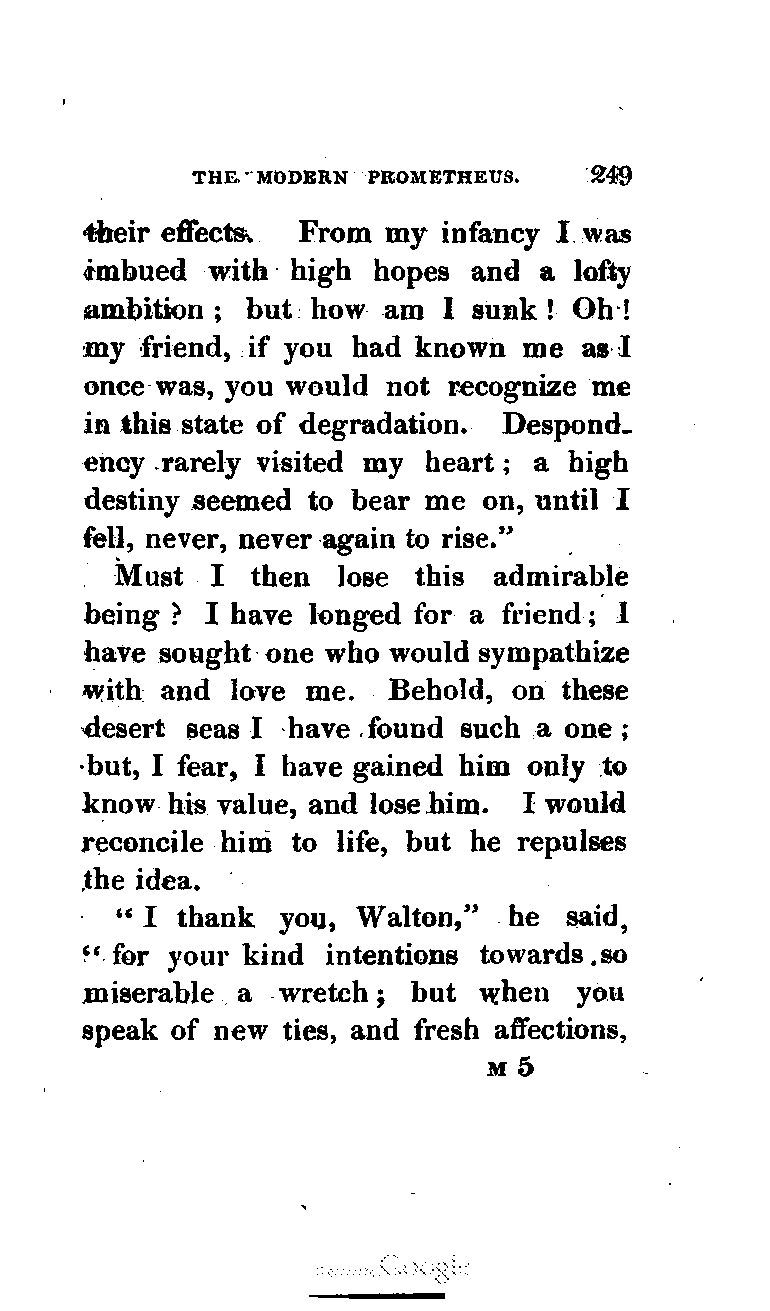 THE MODERN PROMETHEUS. 249
their effects. From my infancy I was
imbued with high hopes and a lofty
ambition ; but how am I sunk ! Oh !
my friend, if you had known me as I
once was, you would not recognize me
in this state of degradation. Despond-
ency rarely visited my heart ; a high
destiny seemed to bear me on, until I
fell, never, never again to rise.”
Must I then lose this admirable
being ? I have longed for a friend ; I
have sought one who would sympathize
with and love me. Behold, on these
desert seas I have found such a one ;
but, I fear, I have gained him only to
know his value, and lose him. I would
reconcile him to life, but he repulses
the idea.
“ I thank you, Walton,” he said,
“ for your kind intentions towards so
miserable a wretch ; but when you
speak of new ties, and fresh affections,
M 5
Google